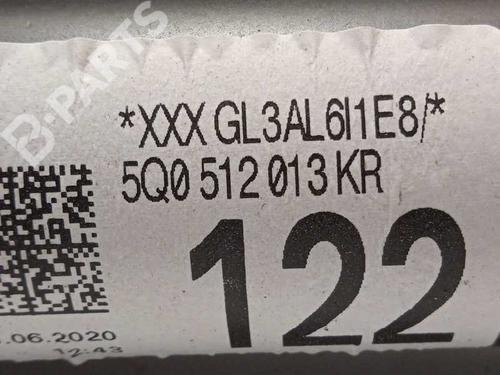 B-PARTS
*XXX GL3AL6I1E8/*
5Q0 512 013 KR
122
.06.2020
12:43